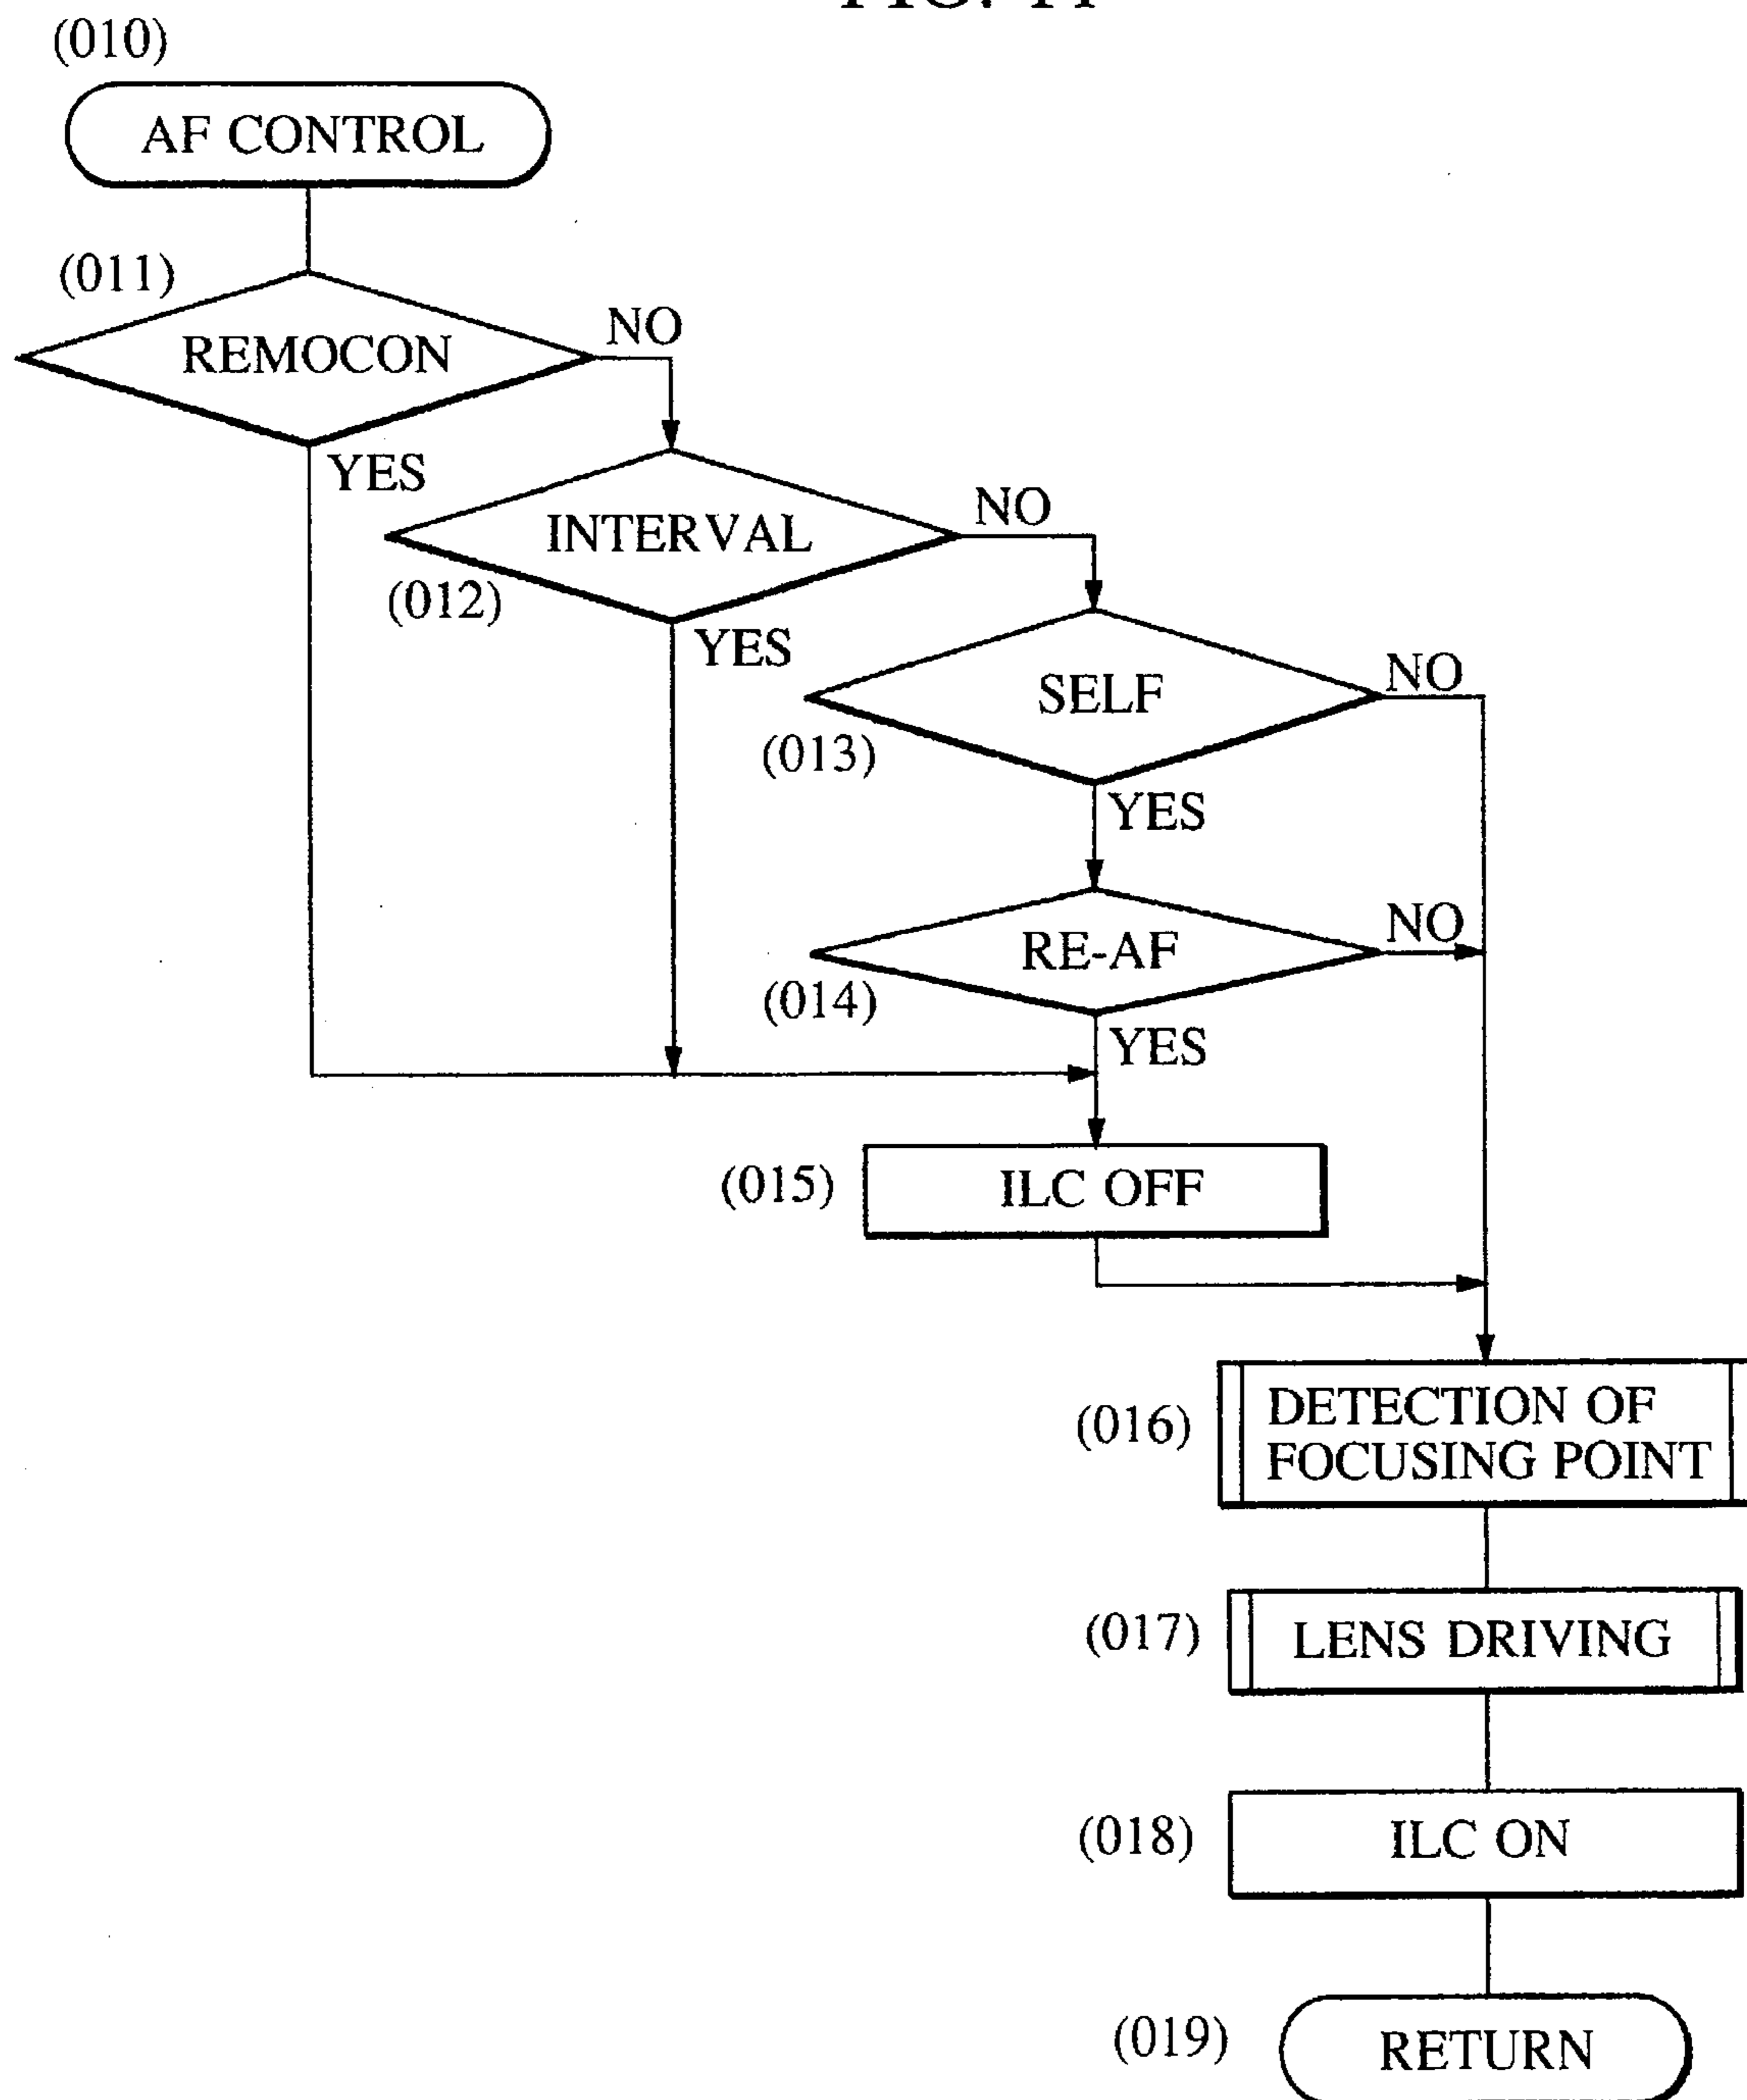 (010)
AF CONTROL
(011)
REMOCON
NO
YES
INTERVAL
NO
(012)
YES
SELF
NO
(013)
YES
RE-AF
NO
(014)
YES
(015)
ILC OFF
(016)
DETECTION OF
FOCUSING POINT
(017)
LENS DRIVING
(018)
ILC ON
(019)
RETURN